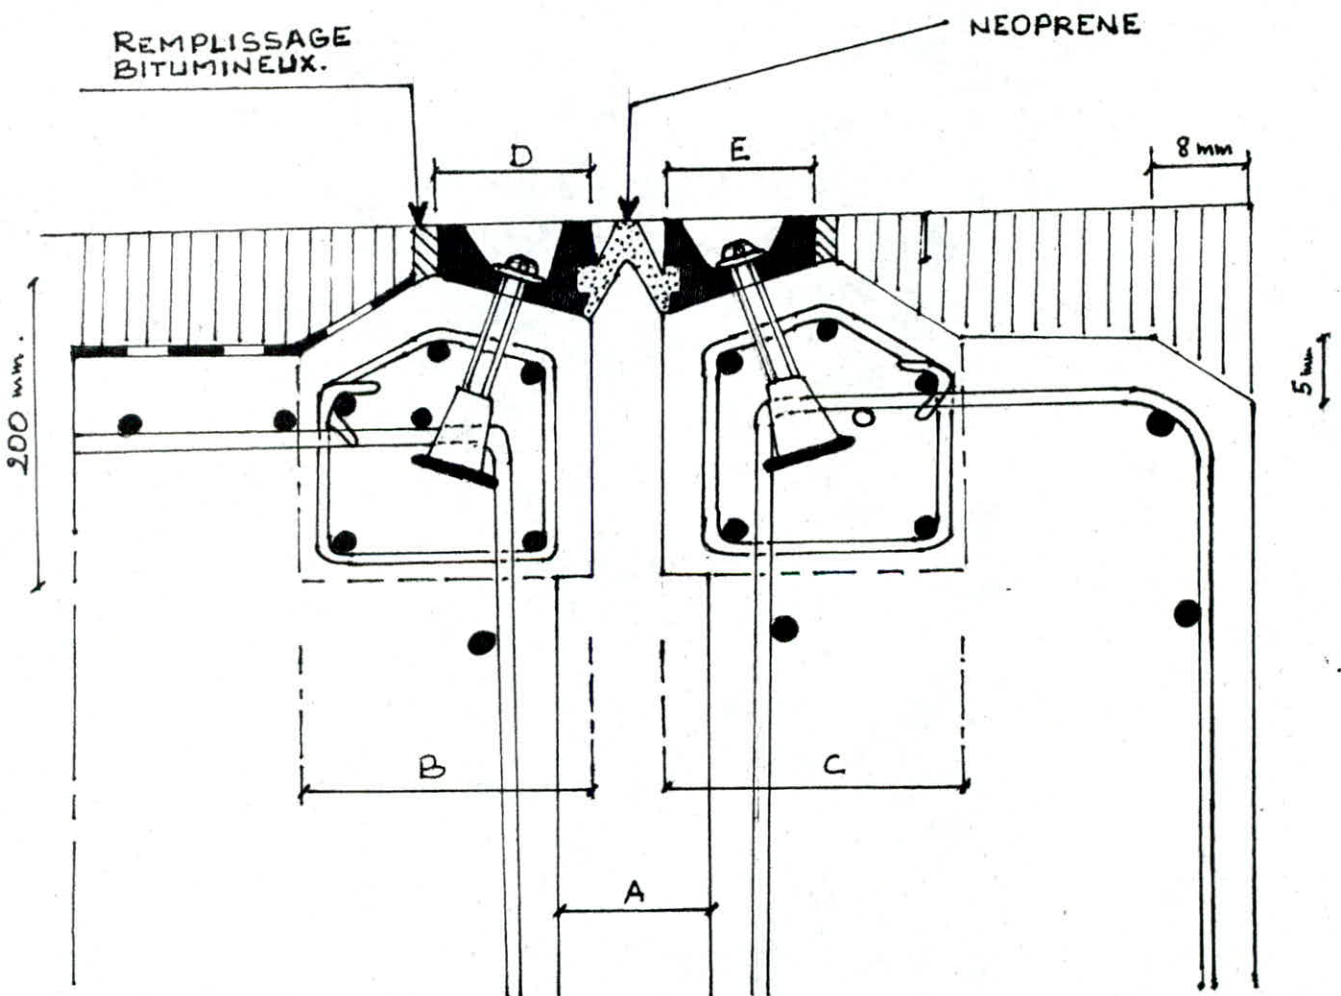 REMPLISSAGE
BITUMINEUX.
NEOPRENE
D
E
8 mm
200 mm.
5 mm
B
C
A